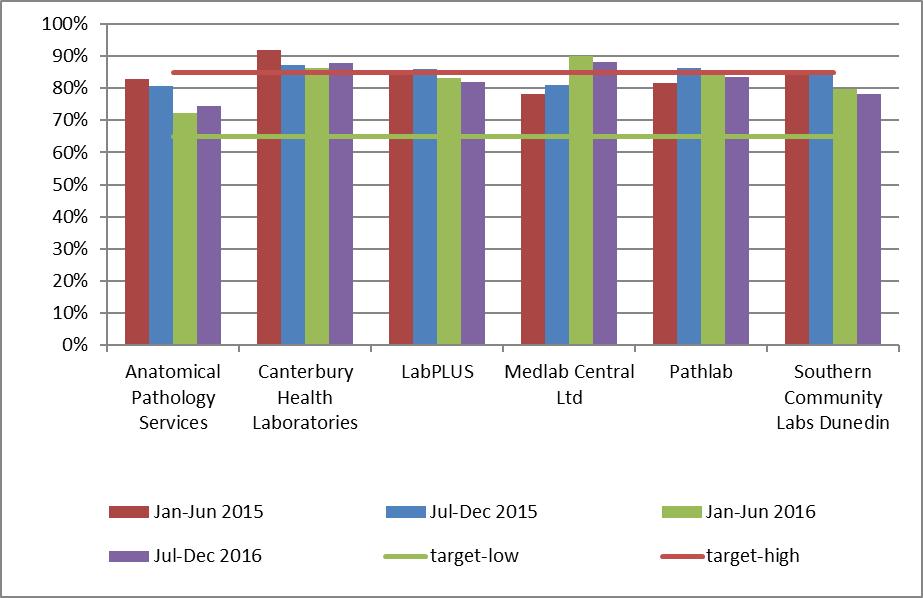 100%
90%
80%
70%
60%
50%
40%
30%
20%
10%
0%
Anatomical
Pathology
Services
Canterbury
Health
Laboratories
LabPLUS
Medlab Central
Ltd
Pathlab
Southern
Community
Labs Dunedin
Jan-Jun 2015
Jul-Dec 2015
Jan-Jun 2016
Jul-Dec 2016
target-low
target-high